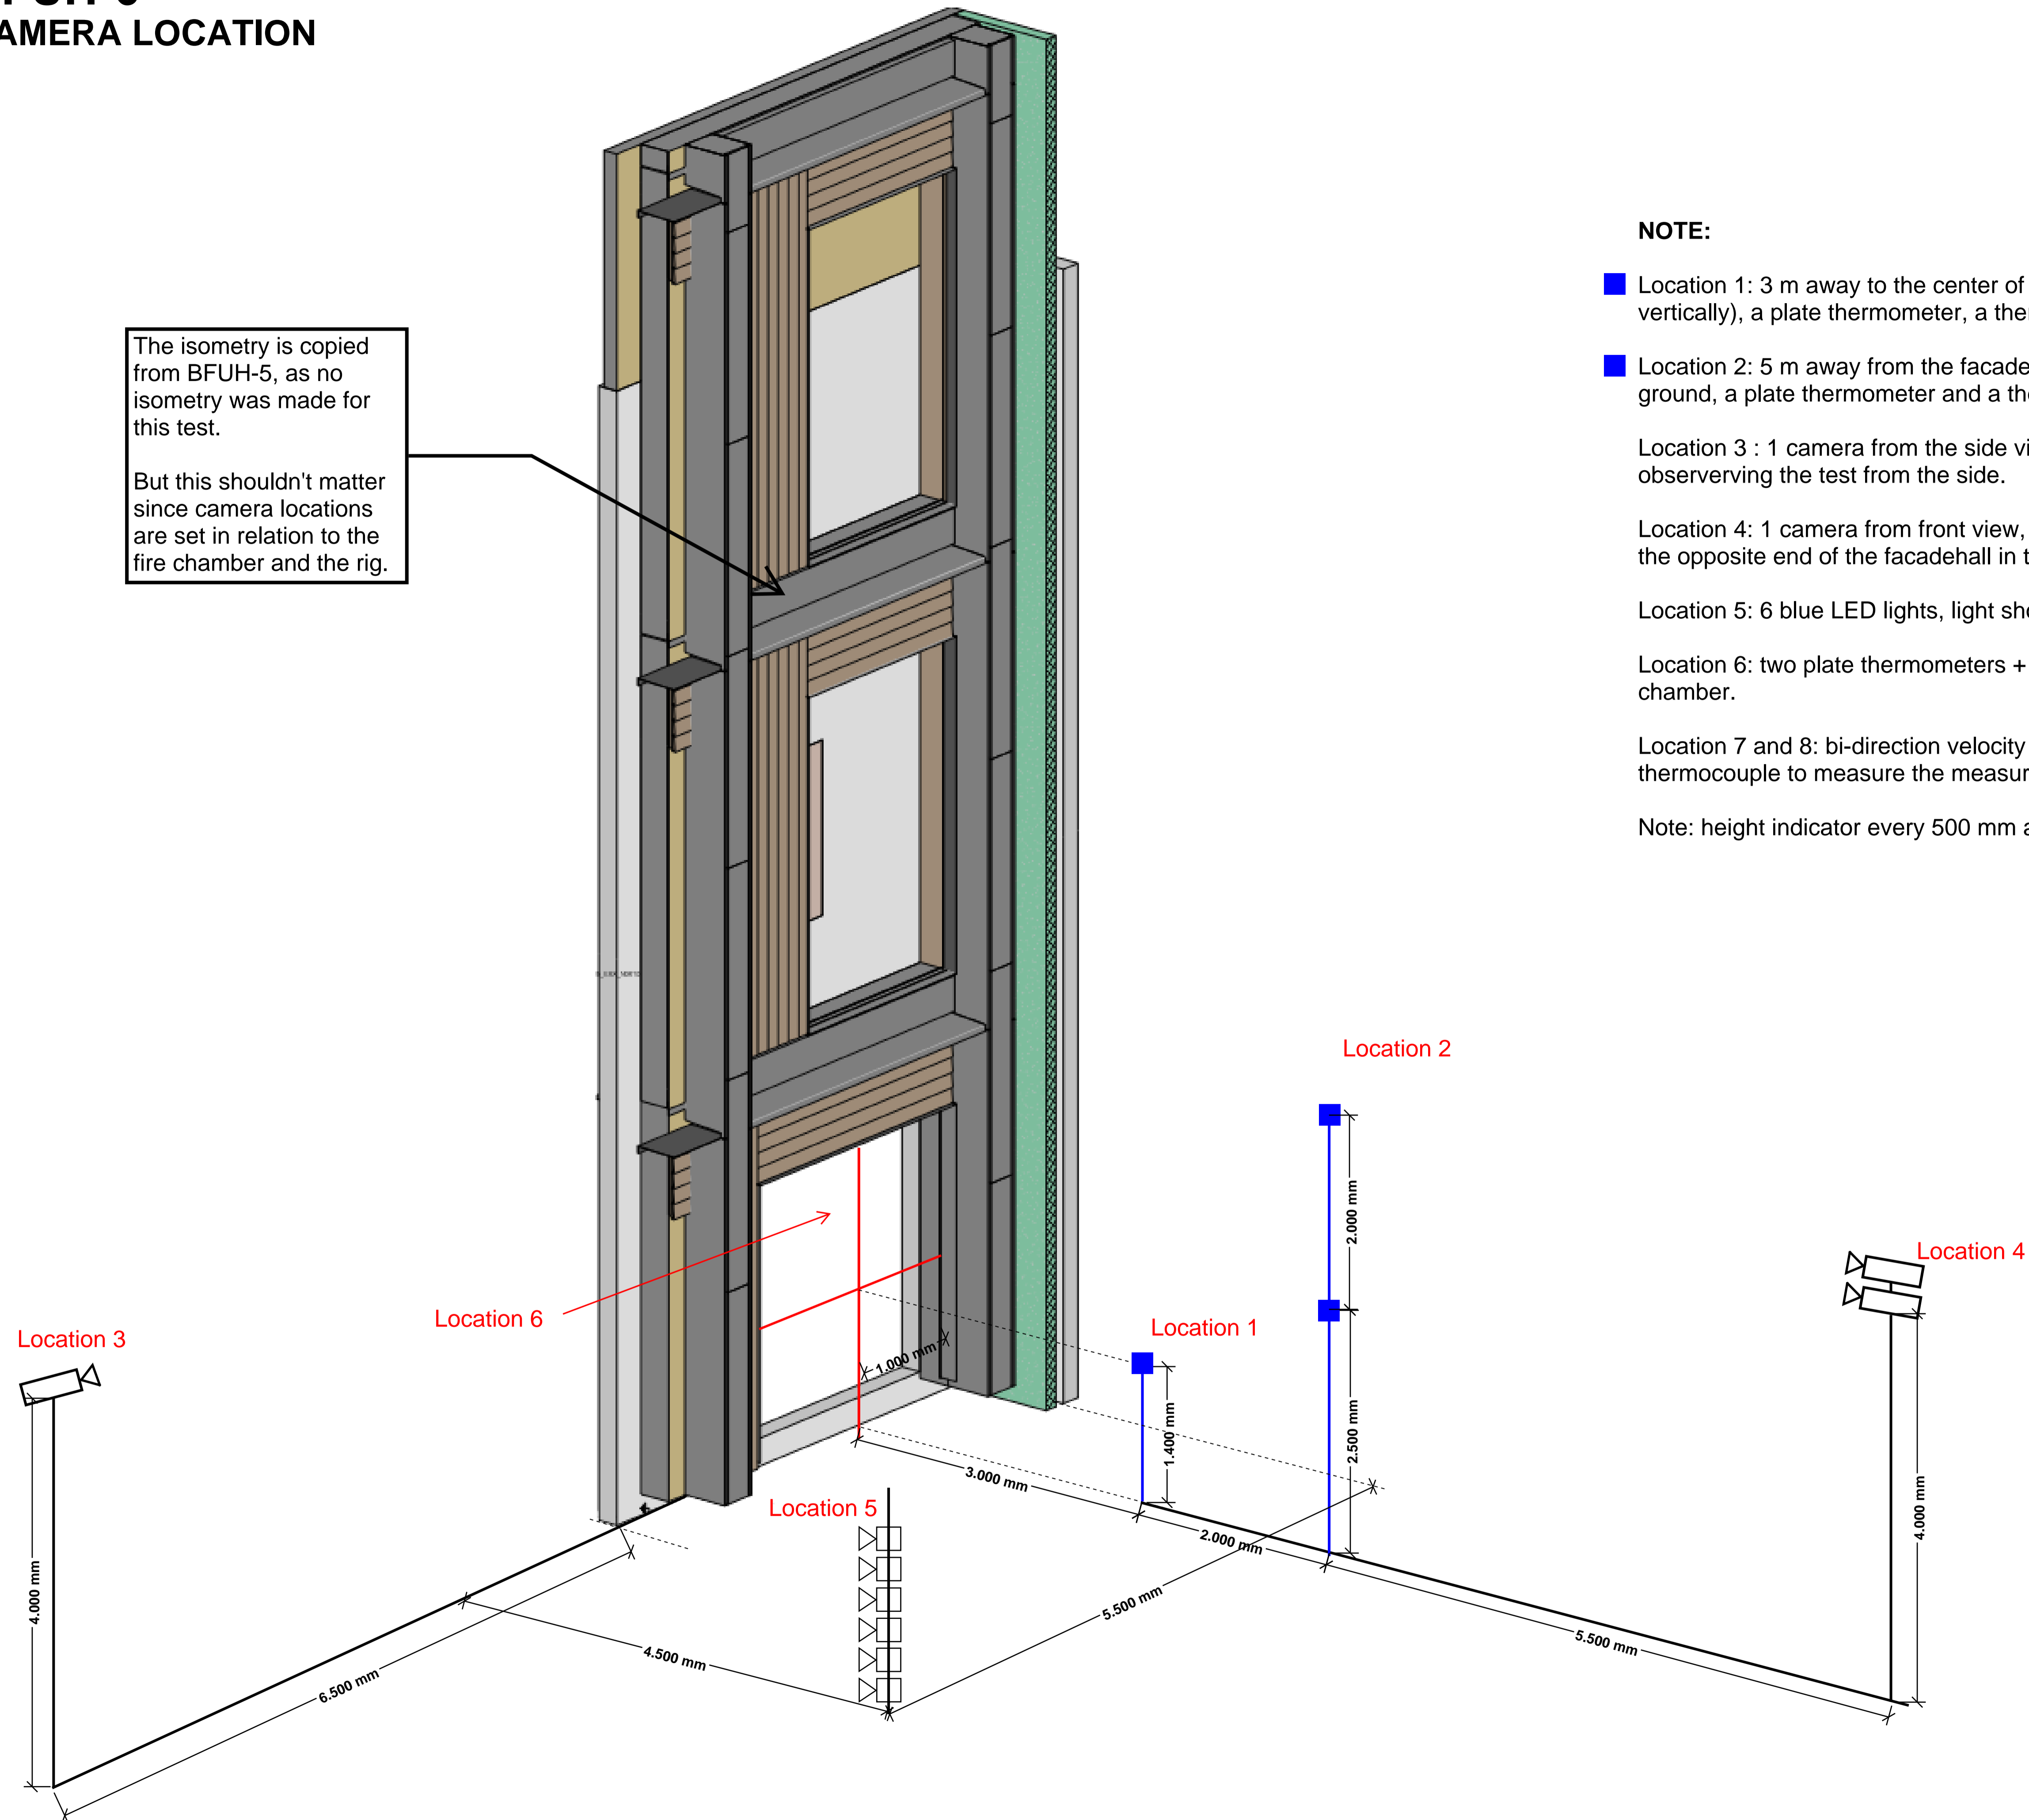 AMERA LOCATION
The isometry is copied
from BFUH-5, as no
isometry was made for
this test.
But this shouldn't matter
since camera locations
are set in relation to the
fire chamber and the rig.
NOTE:
Location 1: 3 m away to the center of
vertically), a plate thermometer, a ther
Location 2: 5 m away from the facade
ground, a plate thermometer and a the
Location 3 : 1 camera from the side vi
observerving the test from the side.
Location 4: 1 camera from front view,
the opposite end of the facadehall in t
Location 5: 6 blue LED lights, light sho
Location 6: two plate thermometers +
chamber.
Location 7 and 8: bi-direction velocity
thermocouple to measure the measur
Note: height indicator every 500 mm a
Location 2
2.000 mm
Location 4
Location 6
Location 1
Location 3
1.000 mm
1.400 mm
2.500 mm
3.000 mm
Location 5
4.000 mm
2.000 mm
4.000 mm
5.500 mm
5.500 mm
4.500 mm
6.500 mm